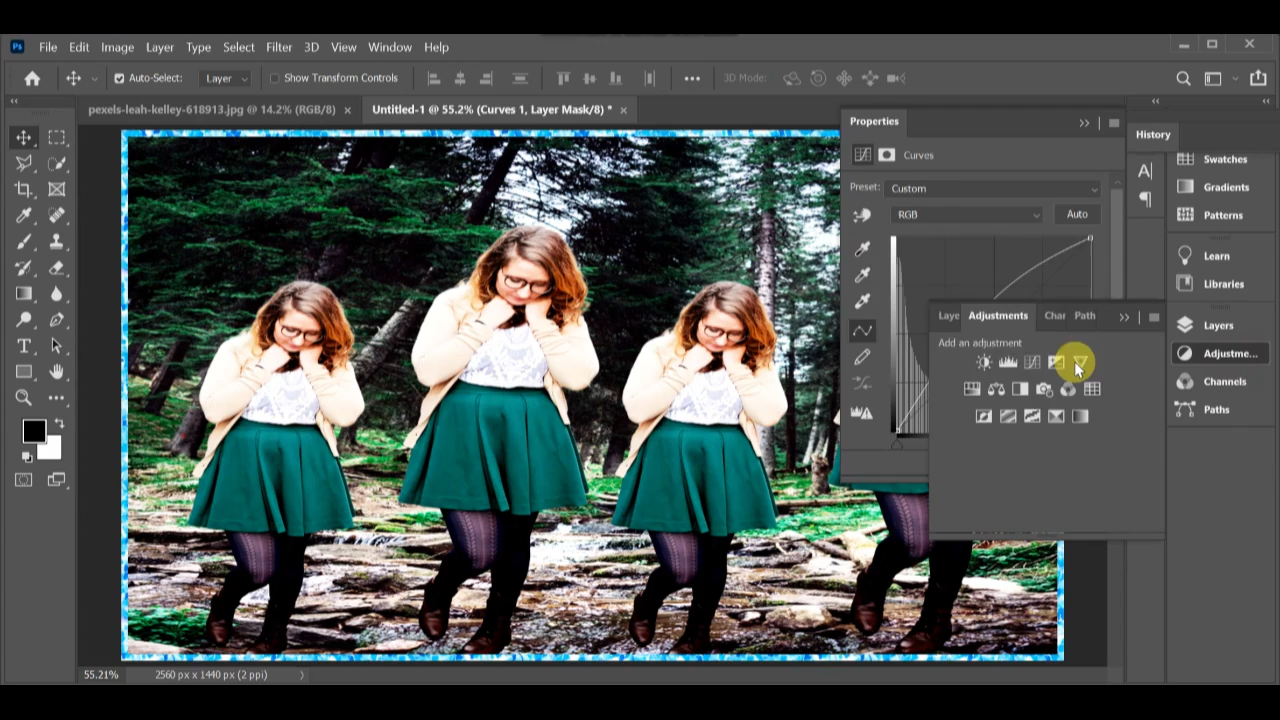 Ps File Edit Image Layer Type Select Filter 3D View Window Help
Auto-Select: Layer Show Transform Controls 3D Mode:
pexels-leah-kelley-618913.jpg @ 14.2% (RGB/8) × Untitled-1 @ 55.2% (Curves 1, Layer Mask/8) * ×
Properties
Curves
Preset: Custom
RGB Auto
History
Swatches
Gradients
Patterns
Learn
Libraries
Layers
Adjustme...
Channels
Paths
Laye Adjustments Char Path
Add an adjustment
55.21% 2560 px x 1440 px (2 ppi)